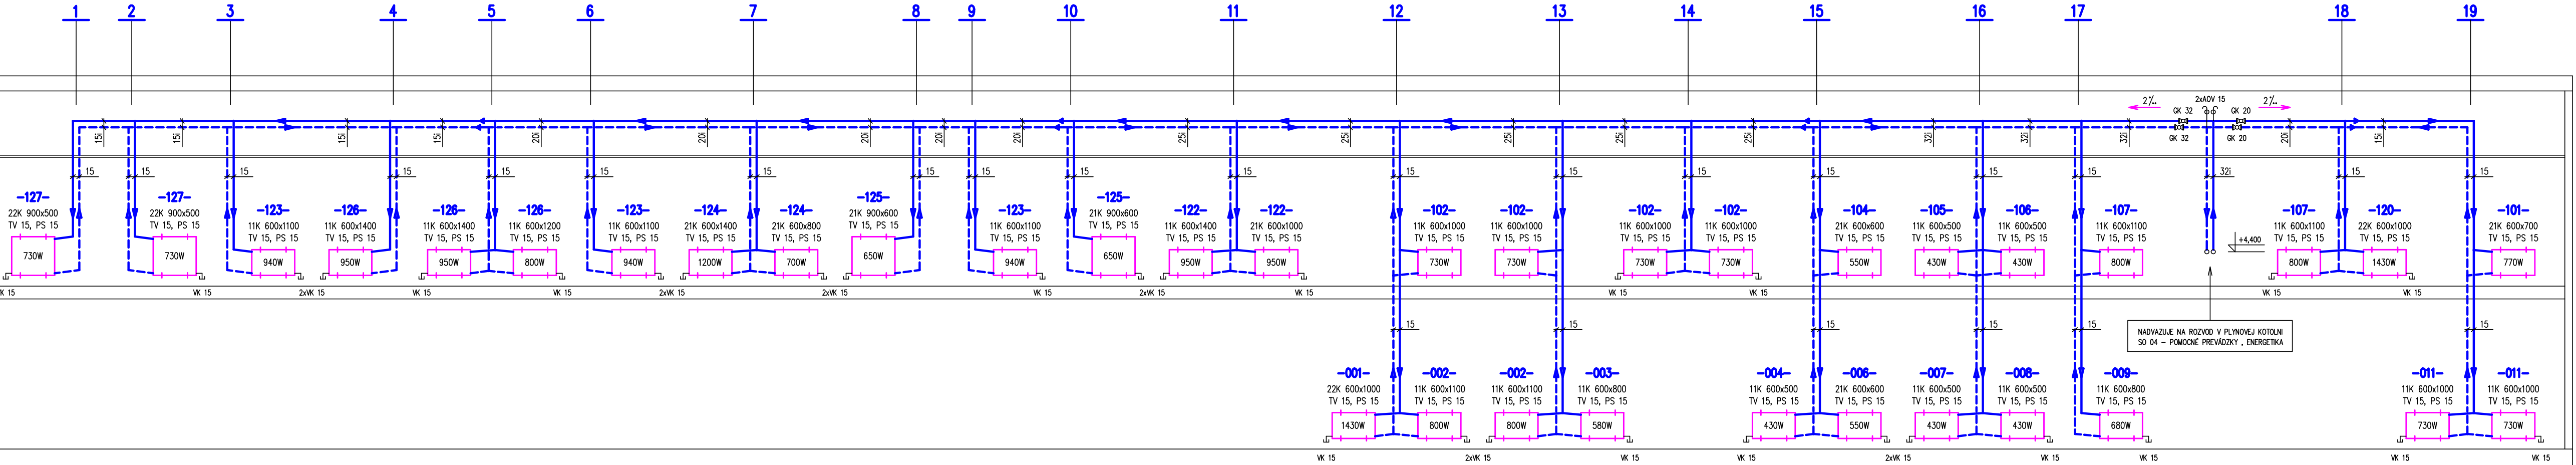 1 2 3 4 5 6 7 8 9 10 11 12 13 14 15 16 17 18 19
2‰ 2xAOV 15 2‰
GK 32 GK 20
GK 32 GK 20
15i 15i 15i 15i 20i 20i 20i 20i 20i 25i 25i 25i 25i 25i 32i 32i 32i 20i 15i
15 15 15 15 15 15 15 15 15 15 15 15 15 15 15 15 15 32i 15 15
-127- -127- -123- -126- -126- -126- -123- -124- -124- -125- -123- -125- -122- -122- -102- -102- -102- -102- -104- -105- -106- -107- -107- -120- -101-
22K 900x500
TV 15, PS 15
730W
22K 900x500
TV 15, PS 15
730W
11K 600x1100
TV 15, PS 15
940W
11K 600x1400
TV 15, PS 15
950W
11K 600x1400
TV 15, PS 15
950W
11K 600x1200
TV 15, PS 15
800W
11K 600x1100
TV 15, PS 15
940W
21K 600x1400
TV 15, PS 15
1200W
21K 600x800
TV 15, PS 15
700W
21K 900x600
TV 15, PS 15
650W
11K 600x1100
TV 15, PS 15
940W
21K 900x600
TV 15, PS 15
650W
11K 600x1400
TV 15, PS 15
950W
21K 600x1000
TV 15, PS 15
950W
11K 600x1000
TV 15, PS 15
730W
11K 600x1000
TV 15, PS 15
730W
11K 600x1000
TV 15, PS 15
730W
11K 600x1000
TV 15, PS 15
730W
21K 600x600
TV 15, PS 15
550W
11K 600x500
TV 15, PS 15
430W
11K 600x500
TV 15, PS 15
430W
11K 600x1100
TV 15, PS 15
800W
+4,400
11K 600x1100
TV 15, PS 15
800W
22K 600x1000
TV 15, PS 15
1430W
21K 600x700
TV 15, PS 15
770W
VK 15 VK 15 2xVK 15 VK 15 VK 15 2xVK 15 2xVK 15 VK 15 2xVK 15 VK 15 VK 15 VK 15 VK 15 VK 15
15 15 15 15 15 15
NADVAZUJE NA ROZVOD V PLYNOVEJ KOTOLNI
SO 04 - POMOCNÉ PREVÁDZKY , ENERGETIKA
-001- -002- -002- -003- -004- -006- -007- -008- -009- -011- -011-
22K 600x1000
TV 15, PS 15
1430W
11K 600x1100
TV 15, PS 15
800W
11K 600x1100
TV 15, PS 15
800W
11K 600x800
TV 15, PS 15
580W
11K 600x500
TV 15, PS 15
430W
21K 600x600
TV 15, PS 15
550W
11K 600x500
TV 15, PS 15
430W
11K 600x500
TV 15, PS 15
430W
11K 600x800
TV 15, PS 15
680W
11K 600x1000
TV 15, PS 15
730W
11K 600x1000
TV 15, PS 15
730W
VK 15 2xVK 15 VK 15 VK 15 2xVK 15 VK 15 VK 15 VK 15 VK 15